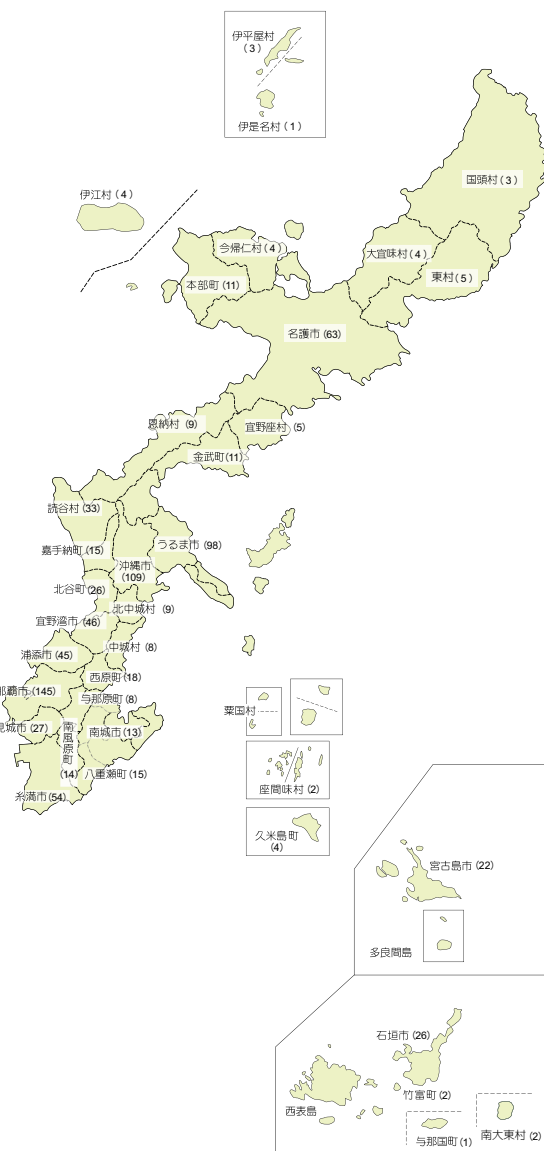 伊平屋村
(3)
伊是名村 (1)
国頭村 (3)
伊江村 (4)
今帰仁村 (4)
大宜味村 (4)
本部町 (11)
東村 (5)
名護市 (63)
恩納村 (9)
宜野座村 (5)
金武町 (11)
読谷村 (33)
嘉手納町 (15)
うるま市 (98)
沖縄市
(109)
北谷町 (26)
北中城村 (9)
宜野湾市 (46)
中城村 (8)
浦添市 (45)
西原町 (18)
那覇市 (145)
与那原町 (8)
見城市 (27)
南風原町
(14)
南城市 (13)
八重瀬町 (15)
糸満市 (54)
粟国村
座間味村 (2)
久米島町
(4)
宮古島市 (22)
多良間島
石垣市 (26)
竹富町 (2)
西表島
与那国町 (1)
南大東村 (2)